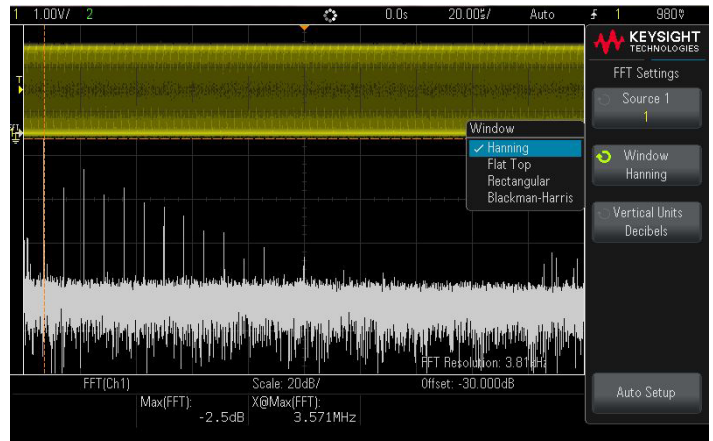 1 1.00V/ 2 0.0s 20.00%/ Auto 1 980♥
KEYSIGHT
TECHNOLOGIES
FFT Settings
Source 1
1
Window
Hanning
Vertical Units
Decibels
Auto Setup
T
Window
✓ Hanning
Flat Top
Rectangular
Blackman-Harris
FFT Resolution: 3.81
FFT(Ch1) Scale: 20dB/ Offset: -30.000dB
Max(FFT): X@Max(FFT):
-2.5dB 3.571MHz